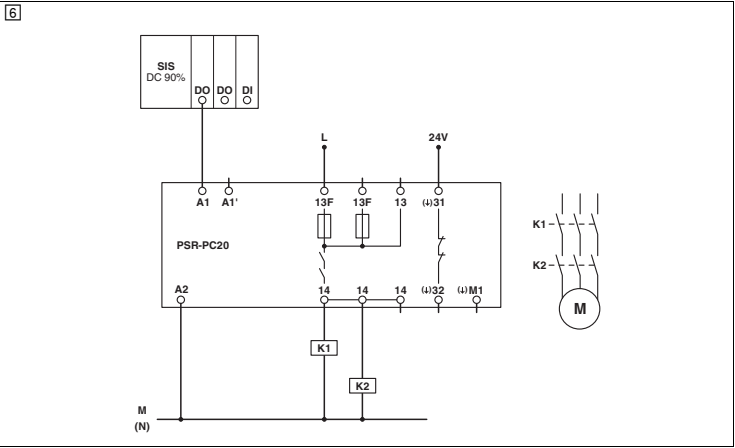 6
SIS
DC 90%
DO DO DI
L 24V
A1 A1' 13F 13F 13 (↓)31
PSR-PC20
K1
K2
M
A2 14 14 14 (↓)32 (↓)M1
K1
K2
M
(N)